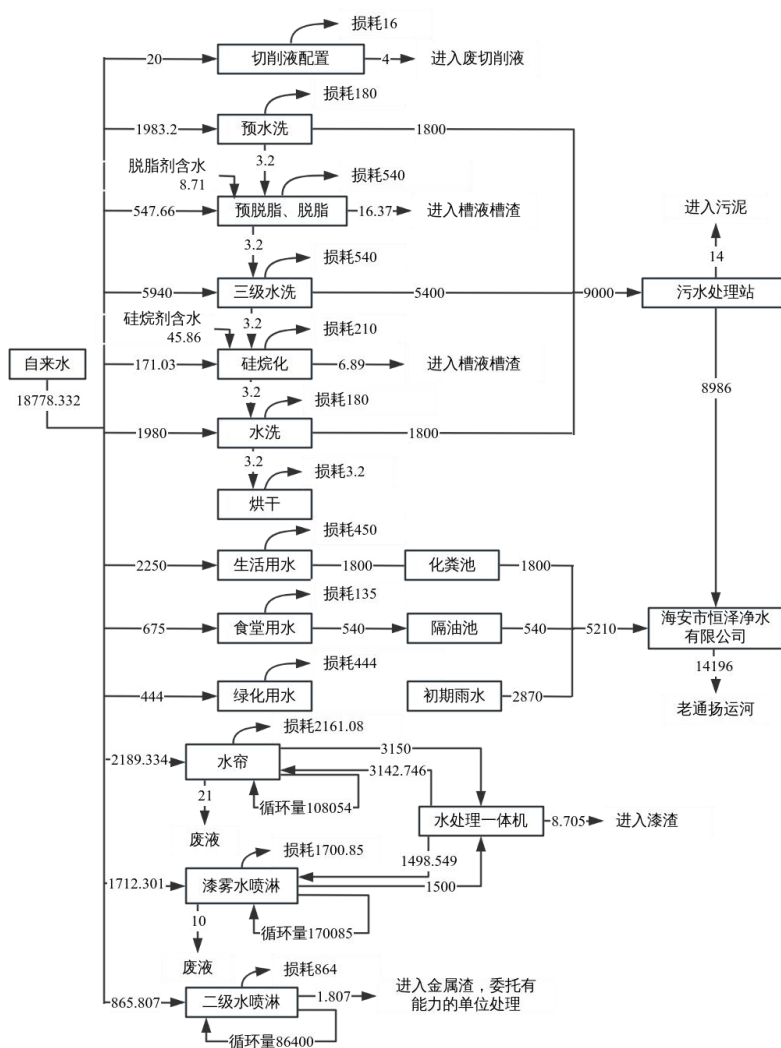 损耗16
20
切削液配置
4
进入废切削液
损耗180
1983.2
预水洗
1800
3.2
脱脂剂含水
8.71
损耗540
547.66
预脱脂、脱脂
16.37
进入槽液槽渣
进入污泥
14
3.2
损耗540
5940
三级水洗
5400
9000
污水处理站
硅烷剂含水
45.86
3.2
损耗210
自来水
18778.332
171.03
硅烷化
6.89
进入槽液槽渣
8986
3.2
损耗180
1980
水洗
1800
3.2
损耗3.2
烘干
损耗450
2250
生活用水
1800
化粪池
1800
损耗135
675
食堂用水
540
隔油池
540
5210
海安市恒泽净水
有限公司
14196
老通扬运河
损耗444
444
绿化用水
初期雨水
2870
损耗2161.08
2189.334
水帘
3150
3142.746
21
循环量108054
废液
水处理一体机
8.705
进入漆渣
损耗1700.85
1498.549
1712.301
漆雾水喷淋
1500
10
循环量170085
废液
损耗864
865.807
二级水喷淋
1.807
进入金属渣，委托有
能力的单位处理
循环量86400